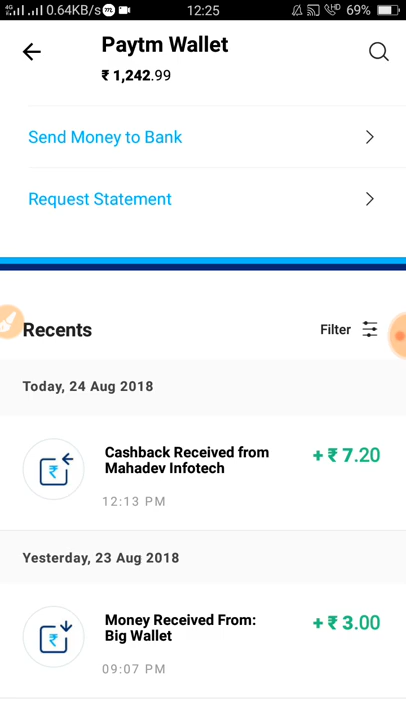 4G 0.64KB/s 12:25 HD 69%
Paytm Wallet
₹ 1,242.99
Send Money to Bank
Request Statement
Recents
Filter
Today, 24 Aug 2018
Cashback Received from
Mahadev Infotech
+ ₹ 7.20
12:13 PM
Yesterday, 23 Aug 2018
Money Received From:
Big Wallet
+ ₹ 3.00
09:07 PM